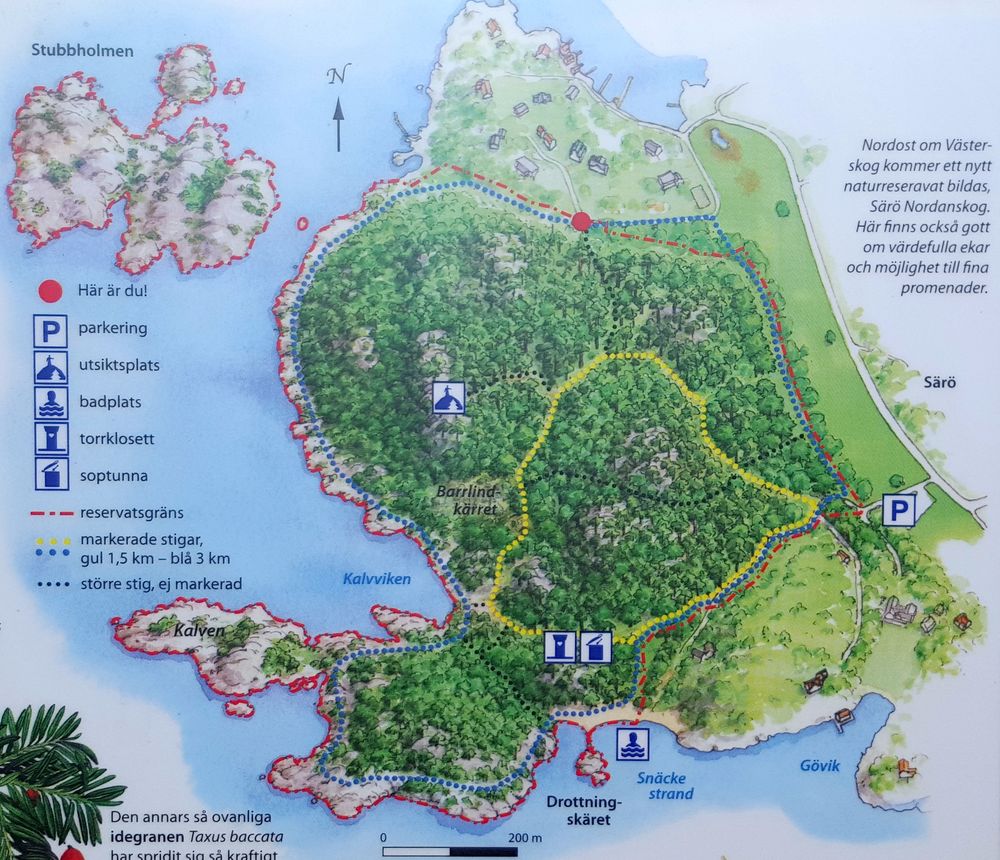 Stubbholmen
N
Nordost om Väster-
skog kommer ett nytt
naturreseravat bildas,
Särö Nordanskog.
Här finns också gott
om värdefulla ekar
och möjlighet till fina
promenader.
Här är du!
P parkering
utsiktsplats
badplats
torrklosett
soptunna
reservatsgräns
markerade stigar,
gul 1,5 km – blå 3 km
större stig, ej markerad
Särö
Barrlind-
kärret
P
Kalvviken
Kalven
Snäcke
strand
Gövik
Drottning-
skäret
0 200 m
Den annars så ovanliga
idegranen Taxus baccata
har spridit sig så kraftigt